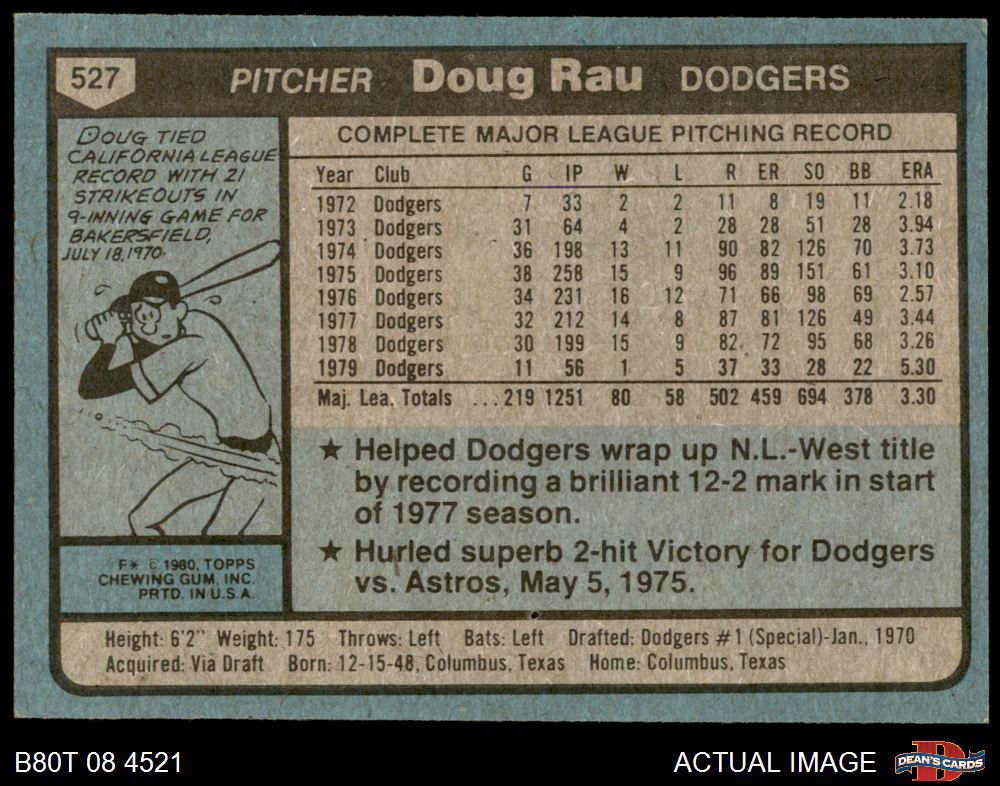 527
PITCHER Doug Rau DODGERS
DOUG TIED
CALIFORNIA LEAGUE
RECORD WITH 21
STRIKEOUTS IN
9-INNING GAME FOR
BAKERSFIELD,
JULY 18, 1970.
COMPLETE MAJOR LEAGUE PITCHING RECORD
Year Club G IP W L R ER SO BB ERA
1972 Dodgers 7 33 2 2 11 8 19 11 2.18
1973 Dodgers 31 64 4 2 28 28 51 28 3.94
1974 Dodgers 36 198 13 11 90 82 126 70 3.73
1975 Dodgers 38 258 15 9 96 89 151 61 3.10
1976 Dodgers 34 231 16 12 71 66 98 69 2.57
1977 Dodgers 32 212 14 8 87 81 126 49 3.44
1978 Dodgers 30 199 15 9 82 72 95 68 3.26
1979 Dodgers 11 56 1 5 37 33 28 22 5.30
Maj. Lea. Totals ...219 1251 80 58 502 459 694 378 3.30
★ Helped Dodgers wrap up N.L.-West title
by recording a brilliant 12-2 mark in start
of 1977 season.
★ Hurled superb 2-hit Victory for Dodgers
vs. Astros, May 5, 1975.
F* © 1980, TOPPS
CHEWING GUM, INC.
PRTD. IN U.S.A.
Height: 6'2" Weight: 175 Throws: Left Bats: Left Drafted: Dodgers #1 (Special)-Jan., 1970
Acquired: Via Draft Born: 12-15-48, Columbus, Texas Home: Columbus, Texas
B80T 08 4521
ACTUAL IMAGE
D
DEAN'S CARDS